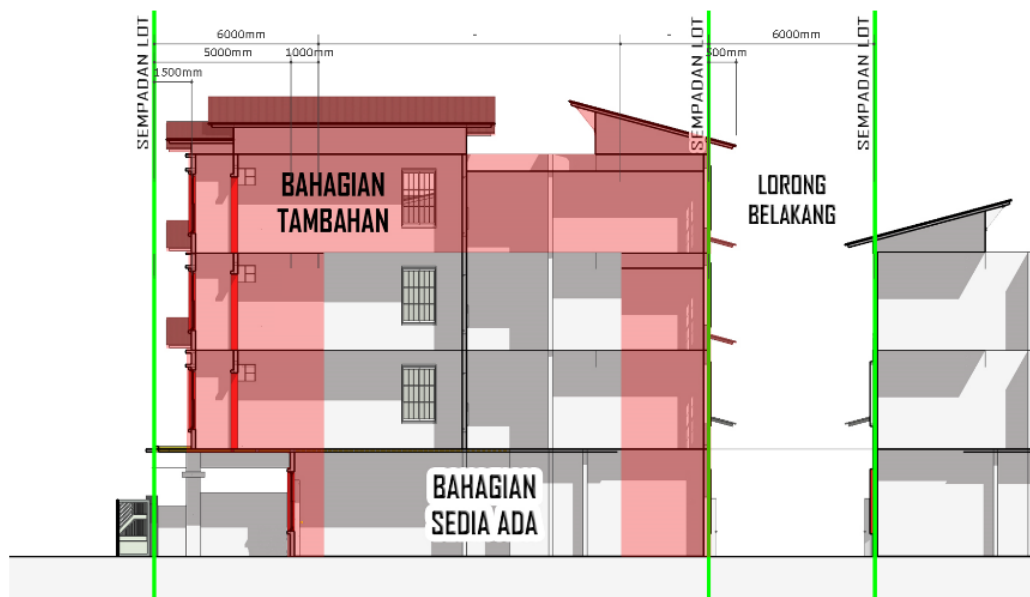 SEMPADAN LOT
6000mm
5000mm
1000mm
1500mm
-
-
SEMPADAN LOT
500mm
6000mm
SEMPADAN LOT
BAHAGIAN
TAMBAHAN
LORONG
BELAKANG
BAHAGIAN
SEDIA ADA